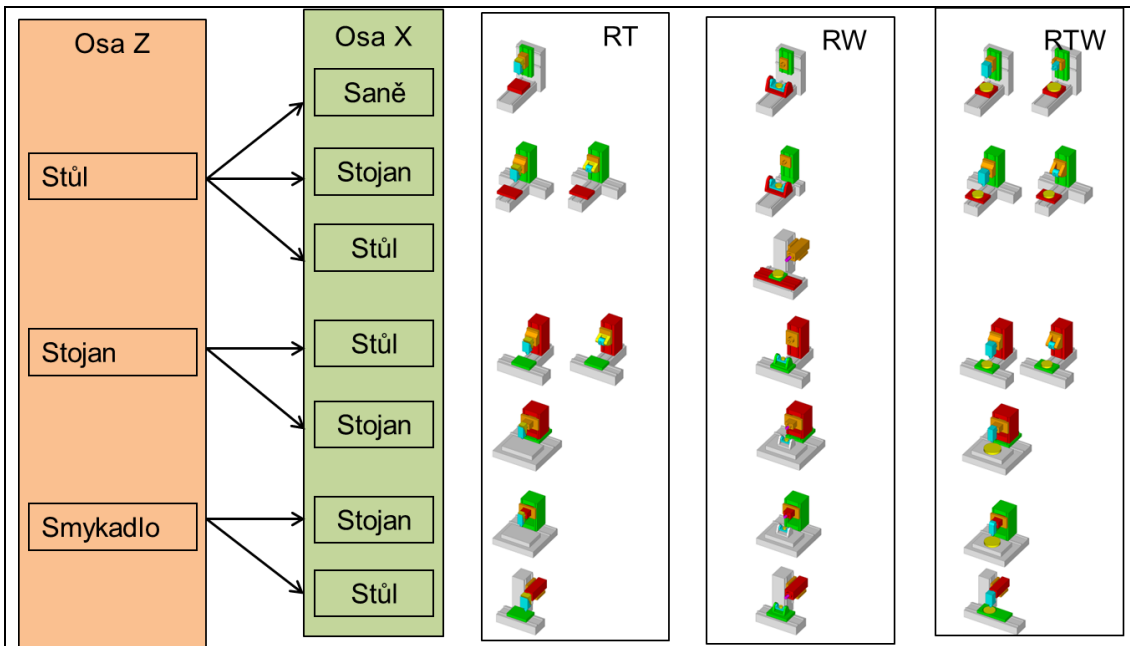 Osa Z
Osa X
RT
RW
RTW
Saně
Stůl
Stojan
Stůl
Stojan
Stůl
Stojan
Smykadlo
Stojan
Stůl